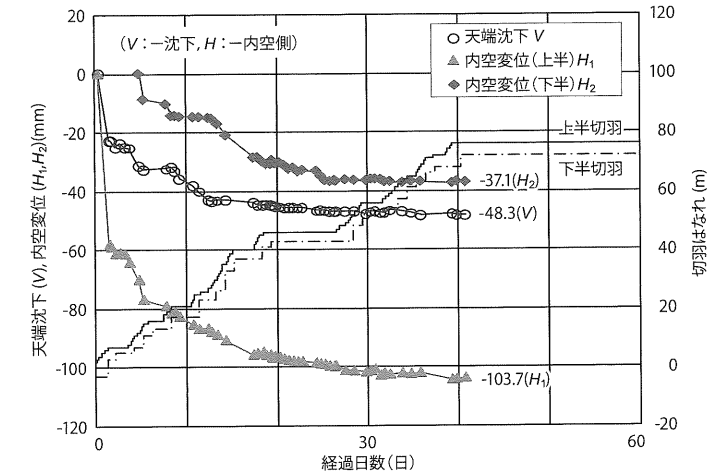 (V:−沈下, H:−内空側)
天端沈下 V
内空変位(上半)H₁
内空変位(下半)H₂
上半切羽
下半切羽
-37.1(H₂)
-48.3(V)
-103.7(H₁)
天端沈下 (V), 内空変位 (H₁,H₂)(mm)
20
0
-20
-40
-60
-80
-100
-120
切羽はなれ (m)
120
100
80
60
40
20
0
-20
0
30
60
経過日数(日)